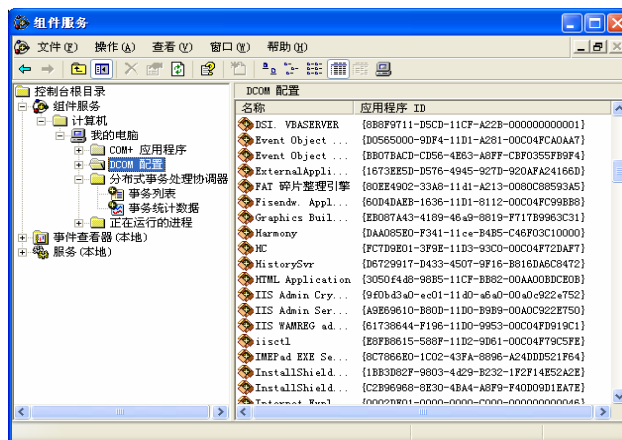 组件服务
文件(F) 操作(A) 查看(V) 窗口(W) 帮助(H)
控制台根目录
组件服务
计算机
我的电脑
COM+ 应用程序
DCOM 配置
分布式事务处理协调器
事务列表
事务统计数据
正在运行的进程
事件查看器(本地)
服务(本地)
DCOM 配置
名称 应用程序 ID
DSI. VBASERVER {8B8F9711-D5CD-11CF-A22B-000000000001}
Event Object ... {D0565000-9DF4-11D1-A281-00C04FCA0AA7}
Event Object ... {BB07BACD-CD56-4E63-A8FF-CBF0355FB9F4}
ExternalAppli... {1673EE5D-D576-4945-927D-920AFA24166D}
FAT 碎片整理引擎 {80EE4902-33A8-11d1-A213-0080C88593A5}
Fisendw. Appl... {60D4DAEB-1636-11D1-8112-00C04FC99BB8}
Graphics Buil... {EB087A43-4189-46a9-8819-F717B9963C31}
Harmony {DAA085E0-F341-11ce-B4B5-C46F03C10000}
HC {FC7D9E01-3F9E-11D3-93C0-00C04F72DAF7}
HistorySvr {D6729917-D433-4507-9F16-B816DA6C8472}
HTML Application {3050f4d8-98B5-11CF-BB82-00AA00BDCE0B}
IIS Admin Cry... {9f0bd3a0-ec01-11d0-a6a0-00a0c922e752}
IIS Admin Ser... {A9E69610-B80D-11D0-B9B9-00A0C922E750}
IIS WAMREG ad... {61738644-F196-11D0-9953-00C04FD919C1}
iisctl {E8FB8615-588F-11D2-9D61-00C04F79C5FE}
IMEPad EXE Se... {8C7866E0-1C02-43FA-8896-A24DDD521F64}
InstallShield... {1BB3D82F-9803-4d29-B232-1F2F14E52A2E}
InstallShield... {C2B96968-8E30-4BA4-A8F9-F40D09D1EA7E}
Internet Expl... {0002DF01-0000-0000-C000-000000000046}